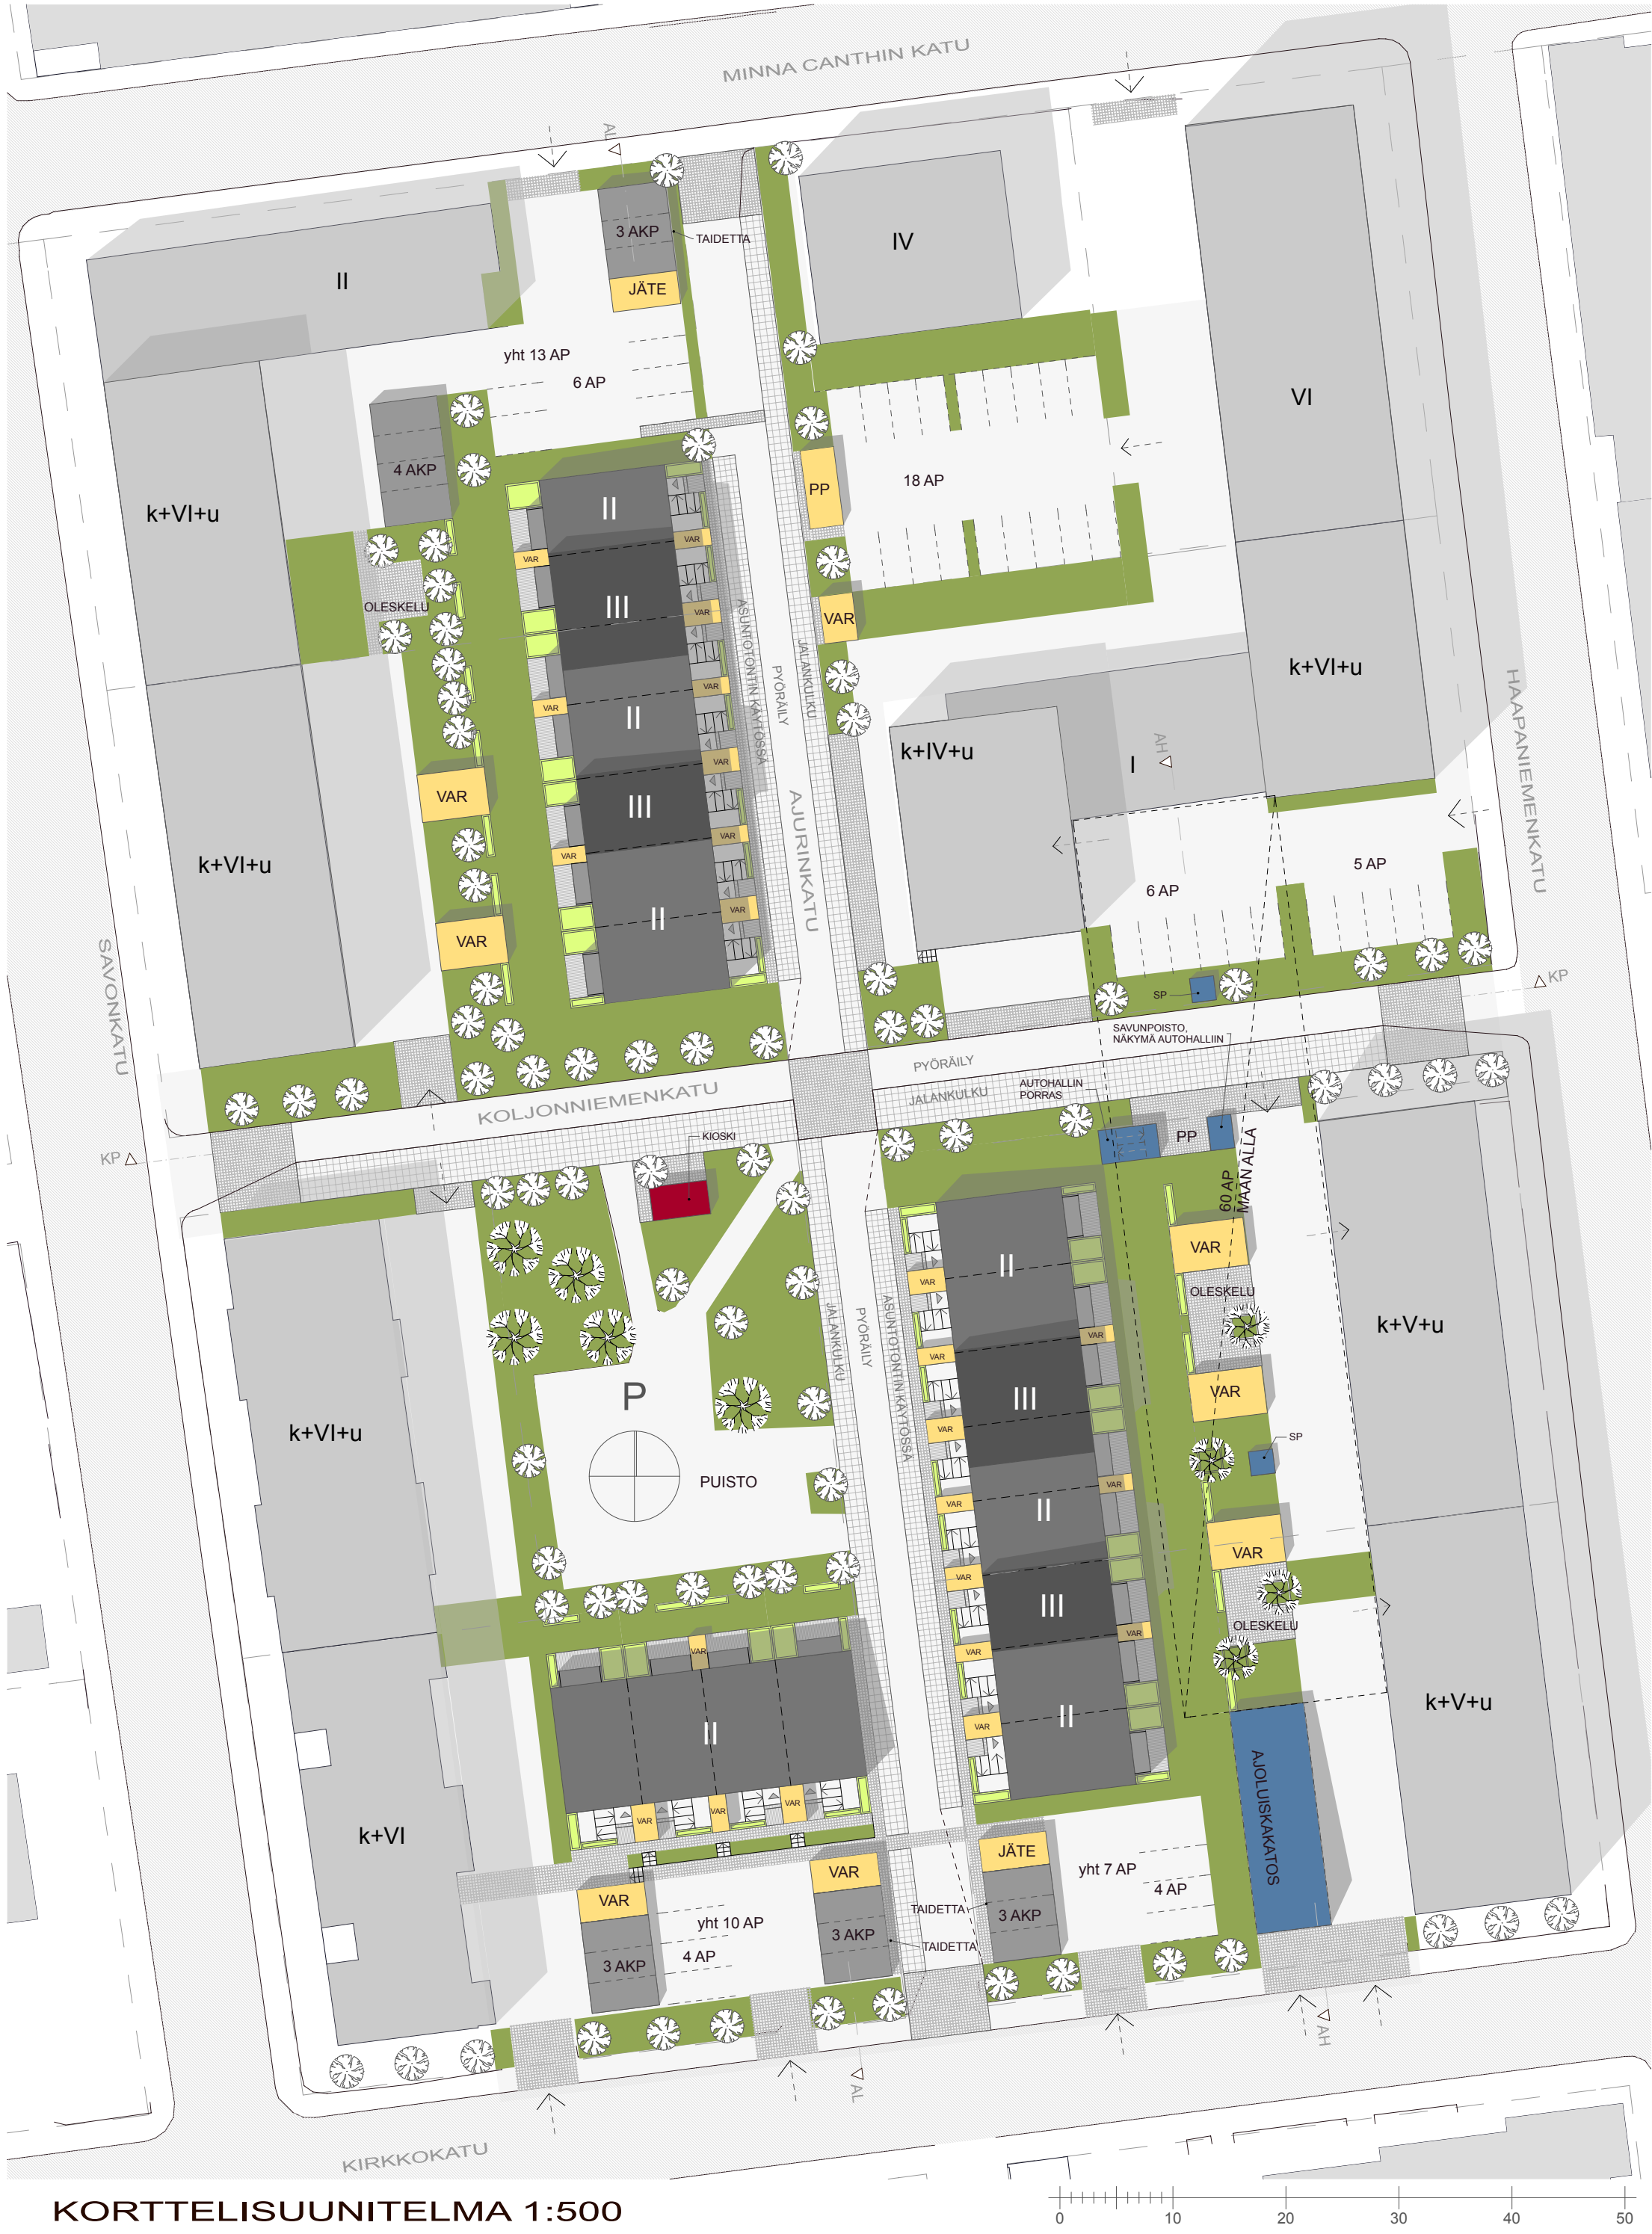 MINNA CANTHIN KATU
AL
3 AKP
TAIDETTA
IV
II
JÄTE
yht 13 AP
6 AP
VI
4 AKP
18 AP
PP
k+VI+u
II
VAR
VAR
III
VAR
VAR
OLESKELU
ASUNTOTONTIN KÄYTÖSSÄ
PYÖRÄILY
JALANKULKU
k+VI+u
HAAPANIEMENKATU
VAR
VAR
II
k+IV+u
AH
I
VAR
VAR
III
AJURINKATU
VAR
VAR
k+VI+u
6 AP
5 AP
VAR
II
VAR
SAVONKATU
KP
SP
SAVUNPOISTO,
NÄKYMÄ AUTOHALLIIN
PYÖRÄILY
JALANKULKU
AUTOHALLIN
PORRAS
KOLJONNIEMENKATU
KIOSKI
PP
KP
60 AP
MAAN ALLA
VAR
II
VAR
OLESKELU
JALANKULKU
PYÖRÄILY
ASUNTOTONTIN KÄYTÖSSÄ
k+V+u
VAR
VAR
P
III
VAR
k+VI+u
VAR
SP
PUISTO
VAR
VAR
II
VAR
VAR
III
VAR
OLESKELU
VAR
VAR
VAR
k+V+u
II
VAR
II
AJOLUISKAKATOS
VAR
VAR
VAR
k+VI
JÄTE
yht 7 AP
4 AP
VAR
VAR
TAIDETTA
3 AKP
yht 10 AP
3 AKP
TAIDETTA
4 AP
3 AKP
AH
AL
KIRKKOKATU
KORTTELISUUNITELMA 1:500
0 10 20 30 40 50